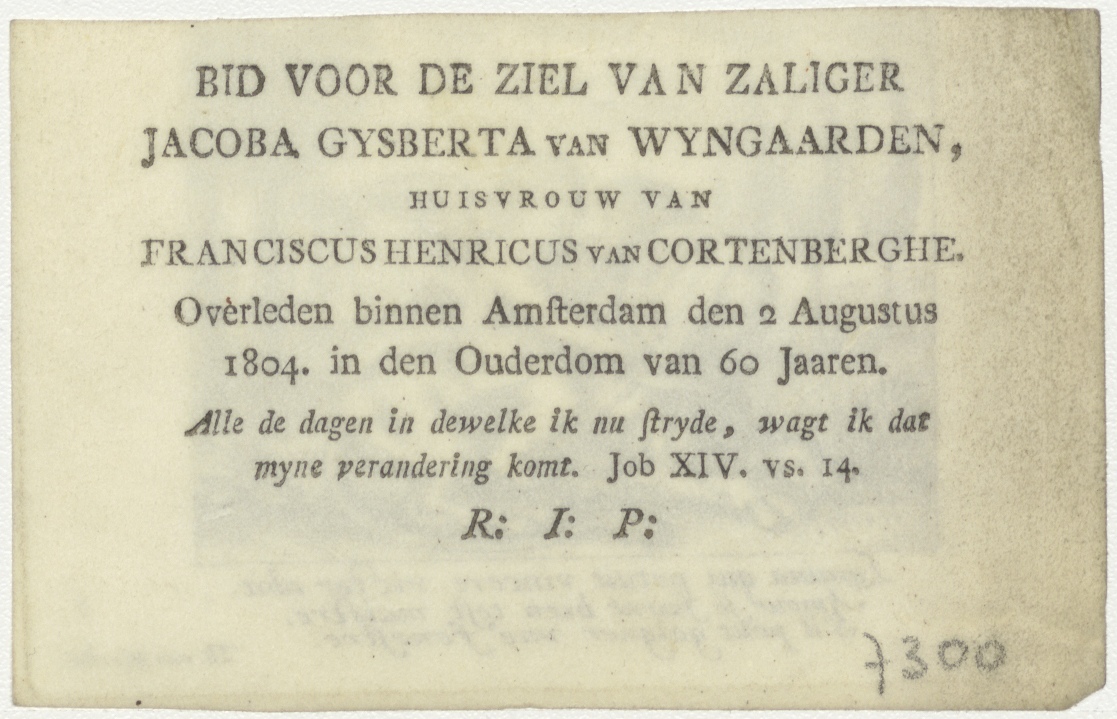 BID VOOR DE ZIEL VAN ZALIGER
JACOBA GYSBERTA VAN WYNGAARDEN,
HUISVROUW VAN
FRANCISCUS HENRICUS VAN CORTENBERGHE.
Overleden binnen Amſterdam den 2 Augustus
1804. in den Ouderdom van 60 Jaaren.
Alle de dagen in dewelke ik nu ſtryde, wagt ik dat
myne verandering komt. Job XIV. vs. 14.
R: I: P:
7300